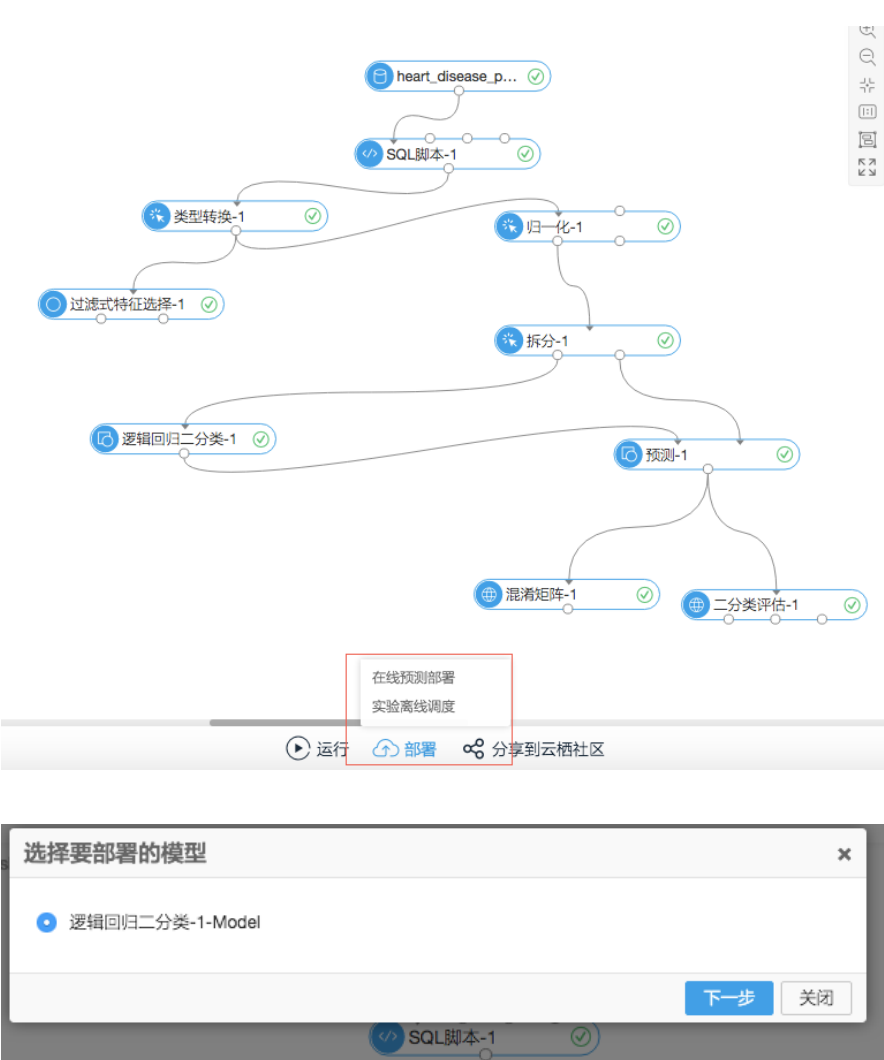 heart_disease_p...
SQL脚本-1
类型转换-1
归一化-1
过滤式特征选择-1
拆分-1
逻辑回归二分类-1
预测-1
混淆矩阵-1
二分类评估-1
在线预测部署
实验离线调度
运行 部署 分享到云栖社区
选择要部署的模型
逻辑回归二分类-1-Model
下一步 关闭
SQL脚本-1